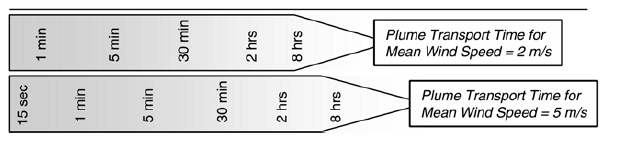 1 min
5 min
30 min
2 hrs
8 hrs
Plume Transport Time for
Mean Wind Speed = 2 m/s
15 sec
1 min
5 min
30 min
2 hrs
8 hrs
Plume Transport Time for
Mean Wind Speed = 5 m/s